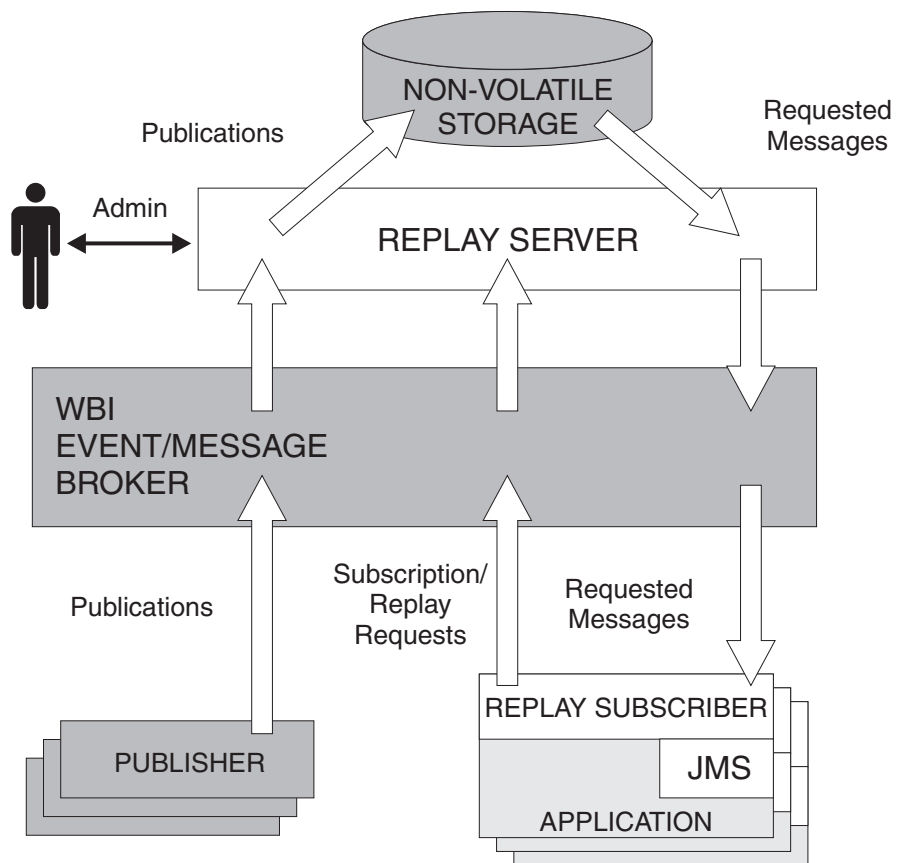 NON-VOLATILE
STORAGE
Publications
Requested
Messages
Admin
REPLAY SERVER
WBI
EVENT/MESSAGE
BROKER
Publications
Subscription/
Replay
Requests
Requested
Messages
REPLAY SUBSCRIBER
PUBLISHER
JMS
APPLICATION